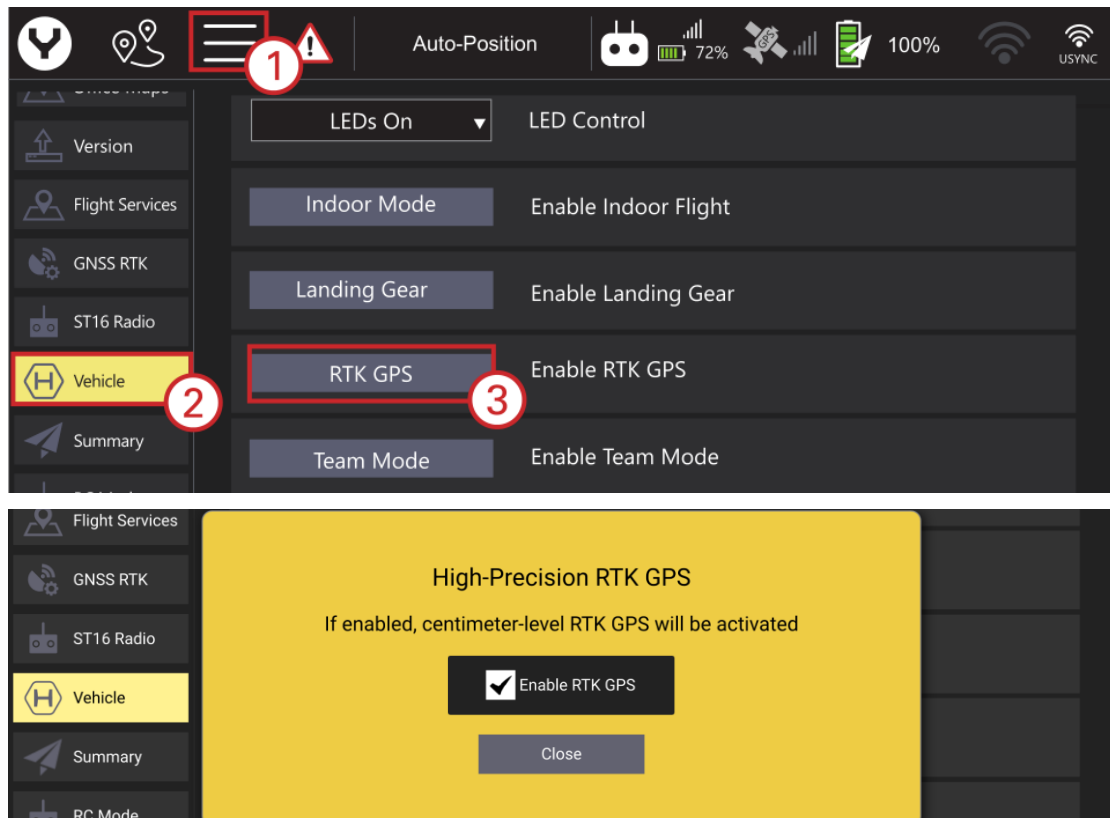 Auto-Position
72%
GPS
100%
USYNC
1
Office Maps
Version
Flight Services
GNSS RTK
ST16 Radio
Vehicle
2
Summary
LEDs On
LED Control
Indoor Mode
Enable Indoor Flight
Landing Gear
Enable Landing Gear
RTK GPS
3
Enable RTK GPS
Team Mode
Enable Team Mode
Flight Services
GNSS RTK
ST16 Radio
Vehicle
Summary
RC Mode
High-Precision RTK GPS
If enabled, centimeter-level RTK GPS will be activated
Enable RTK GPS
Close